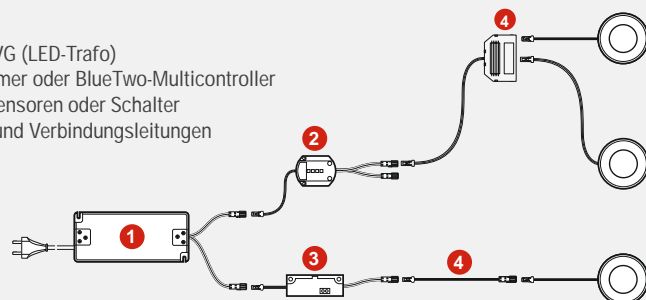 VG (LED-Trafo)
mer oder BlueTwo-Multicontroller
ensoren oder Schalter
und Verbindungsleitungen
4
2
1
3
4